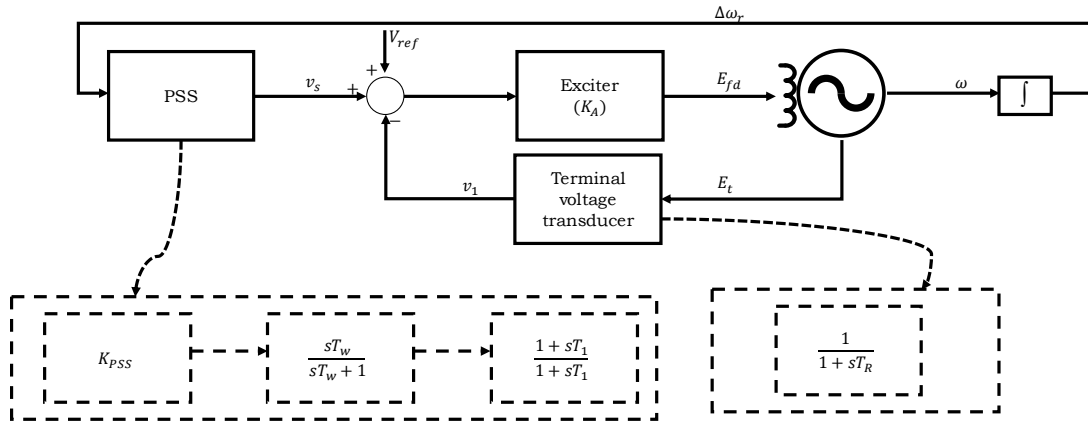 Δω_r
V_ref
+
PSS
v_s
+
−
Exciter
(K_A)
E_fd
ω
∫
v_1
Terminal
voltage
transducer
E_t
K_PSS
sT_w
sT_w + 1
1 + sT_1
1 + sT_1
1
1 + sT_R